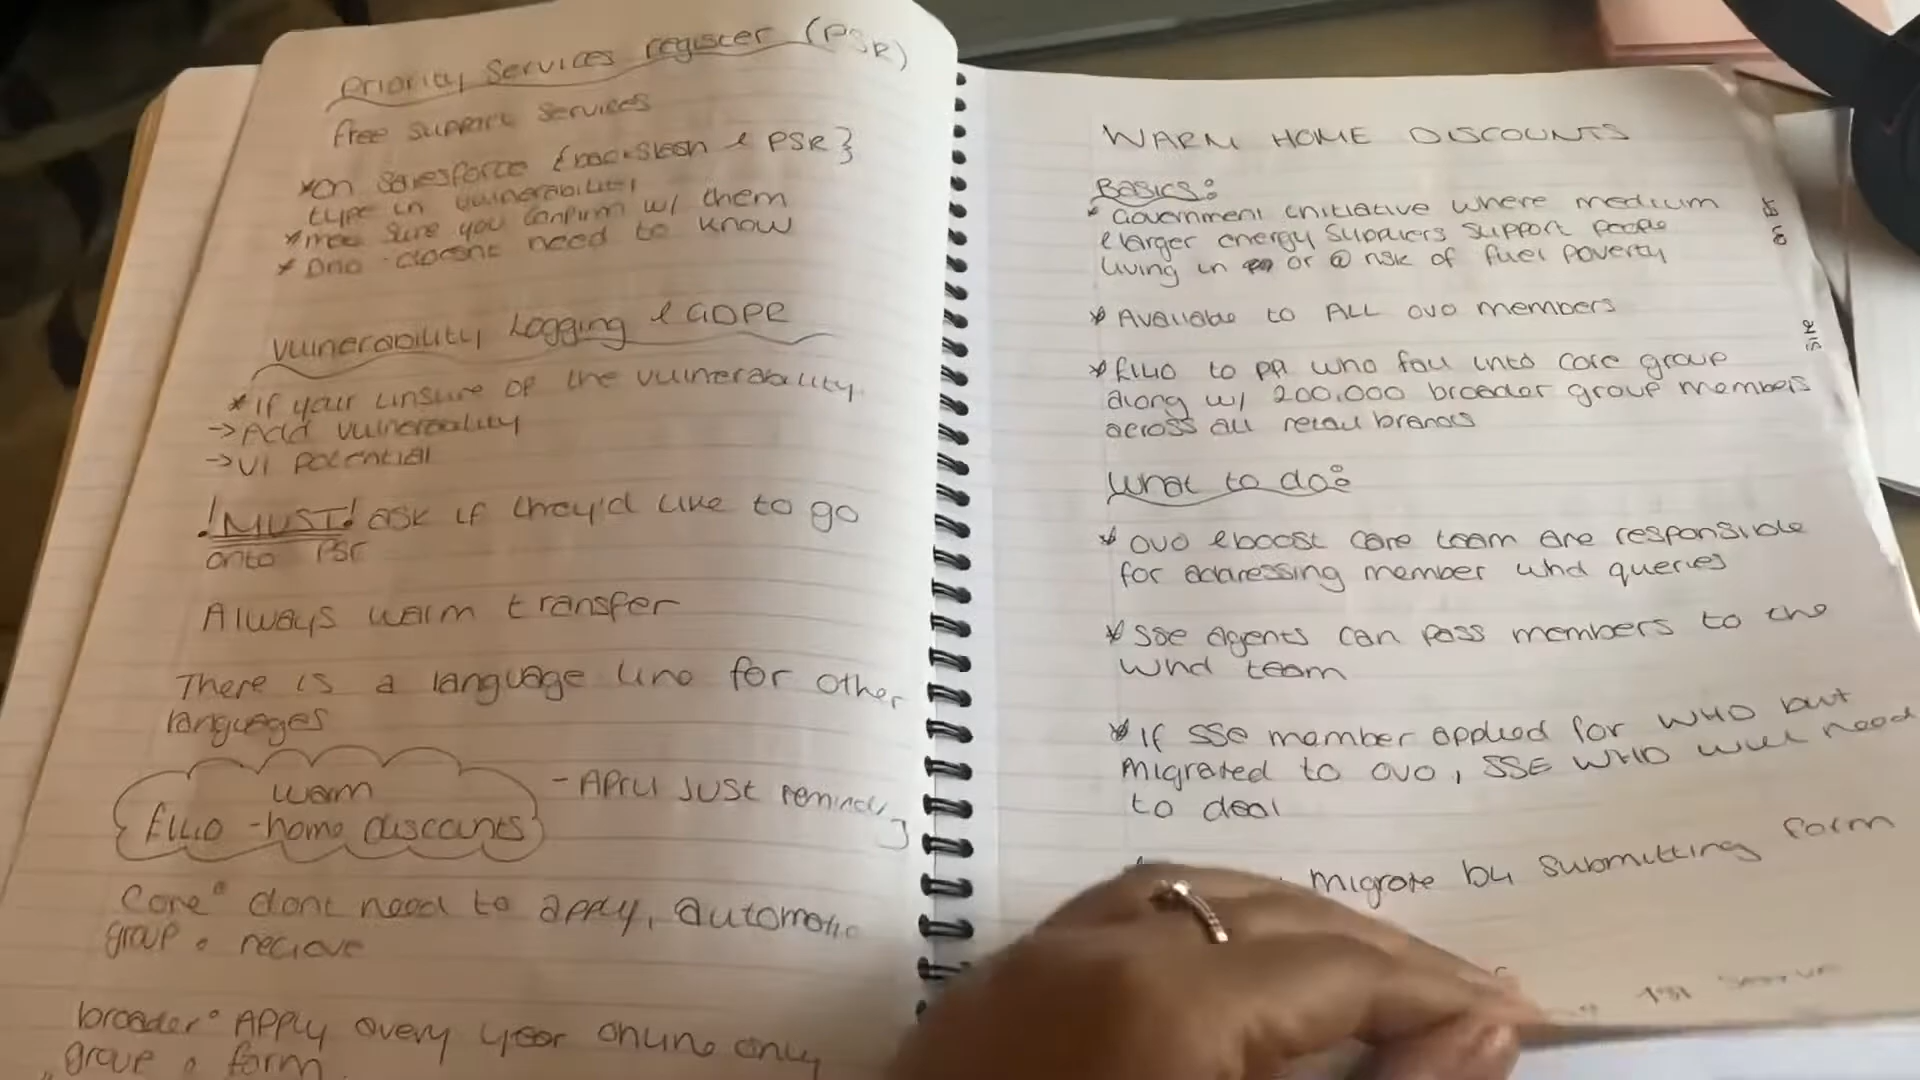 Priority Services register (PSR)
free support services
*On Salesforce {backslash & PSR}
type in vulnerability
*make sure you confirm w/ them
* Dno doesnt need to know
Vulnerability Logging & GDPR
*if your unsure of the vulnerability
→Add vulnerability
→VI potential
!MUST! ask if they'd like to go
onto PSr
Always warm transfer
There is a language line for other
languages
warm
£140 - home discounts
- April just reminder
Core: dont need to apply, automatic
group: recieve
broader: Apply every year online only
group: form
WARM HOME DISCOUNTS
Basics:
* Government initiative where medium
& larger energy suppliers support people
living in or @ risk of fuel poverty
* Available to ALL ovo members
* £140 to pp who fall into core group
along w/ 200,000 broader group members
across all retail brands
What to do:
* OVO & boost care team are responsible
for addressing member whd queries
* SSe agents can pass members to the
whd team
* If SSe member applied for WHD but
migrated to ovo, SSE WHD will need
to deal
migrate by submitting form